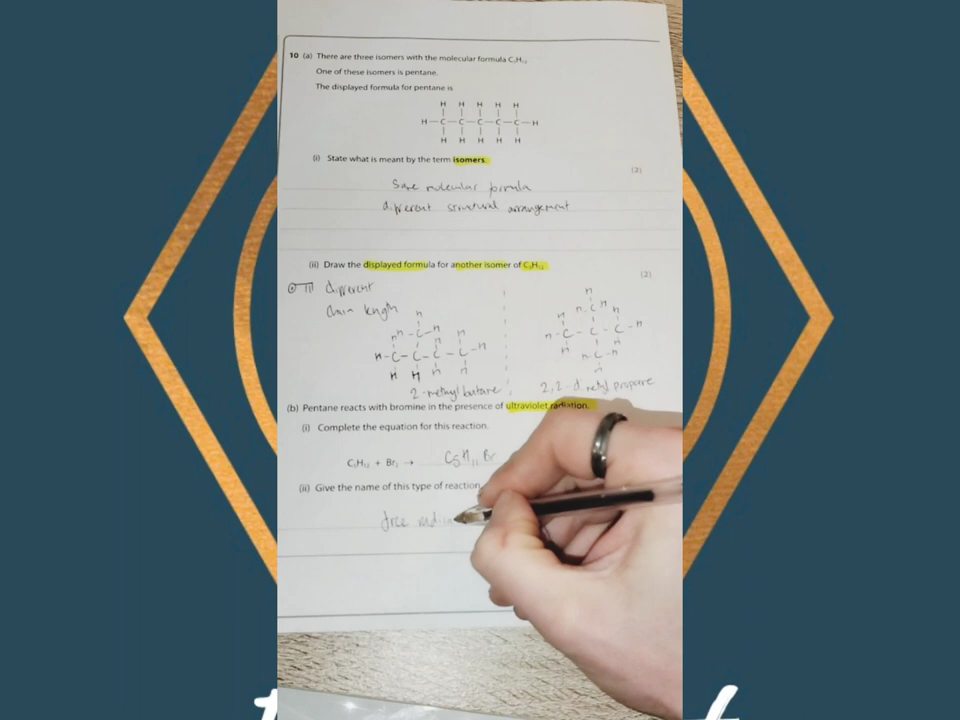 10 (a) There are three isomers with the molecular formula C₅H₁₂
One of these isomers is pentane.
The displayed formula for pentane is
H H H H H
H—C—C—C—C—C—H
H H H H H
(i) State what is meant by the term isomers.
(2)
Same molecular formula
different structural arrangement
(ii) Draw the displayed formula for another isomer of C₅H₁₂
(2)
different
chain length
2-methyl butane
propane
(b) Pentane reacts with bromine in the presence of ultraviolet radiation.
(i) Complete the equation for this reaction.
C₅H₁₂ + Br₂ → C₅H₁₁Br
(ii) Give the name of this type of reaction
free